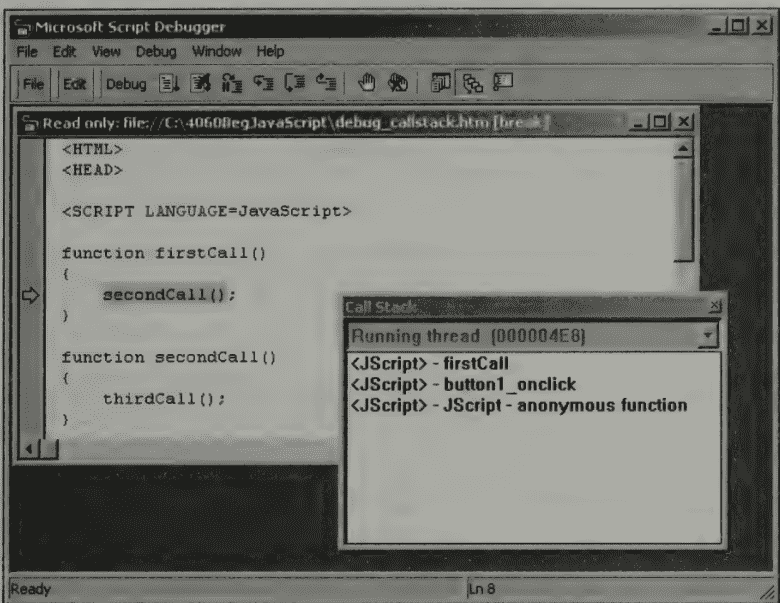 Microsoft Script Debugger
File Edit View Debug Window Help
File Edit Debug
Read only: file://C:\4060BegJavaScript\debug_callstack.htm [break]
<HTML>
<HEAD>
<SCRIPT LANGUAGE=JavaScript>
function firstCall()
{
secondCall();
}
function secondCall()
{
thirdCall();
}
Call Stack
Running thread (000004E8)
<JScript> - firstCall
<JScript> - button1_onclick
<JScript> - JScript - anonymous function
Ready
Ln 8